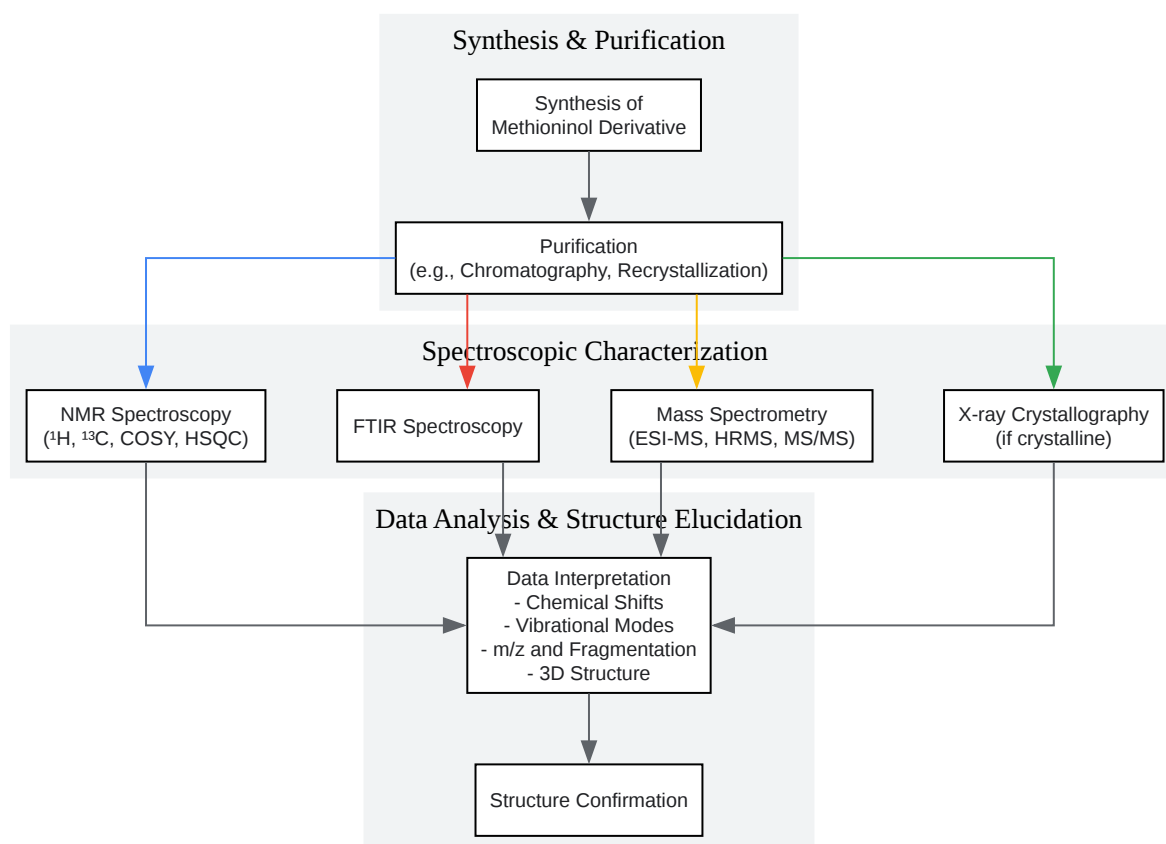 Synthesis & Purification
Synthesis of
Methioninol Derivative
Purification
(e.g., Chromatography, Recrystallization)
Spectroscopic Characterization
NMR Spectroscopy
(¹H, ¹³C, COSY, HSQC)
FTIR Spectroscopy
Mass Spectrometry
(ESI-MS, HRMS, MS/MS)
X-ray Crystallography
(if crystalline)
Data Analysis & Structure Elucidation
Data Interpretation
- Chemical Shifts
- Vibrational Modes
- m/z and Fragmentation
- 3D Structure
Structure Confirmation